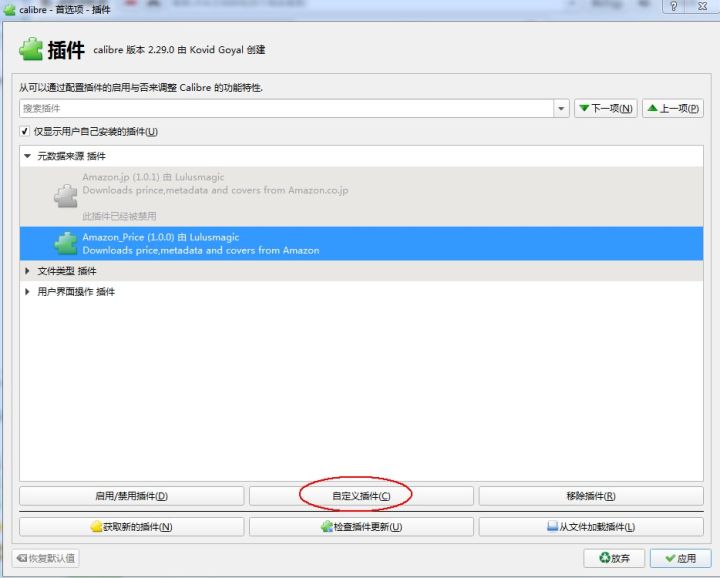 calibre - 首选项 - 插件
插件 calibre 版本 2.29.0 由 Kovid Goyal 创建
从可以通过配置插件的启用与否来调整 Calibre 的功能特性.
搜索插件
下一项(N)
上一项(P)
仅显示用户自己安装的插件(U)
元数据来源 插件
Amazon.jp (1.0.1) 由 Lulusmagic
Downloads prince,metadata and covers from Amazon.co.jp
此插件已经被禁用
Amazon_Price (1.0.0) 由 Lulusmagic
Downloads price,metadata and covers from Amazon
文件类型 插件
用户界面操作 插件
启用/禁用插件(D)
自定义插件(C)
移除插件(R)
获取新的插件(N)
检查插件更新(U)
从文件加载插件(L)
恢复默认值
放弃
应用